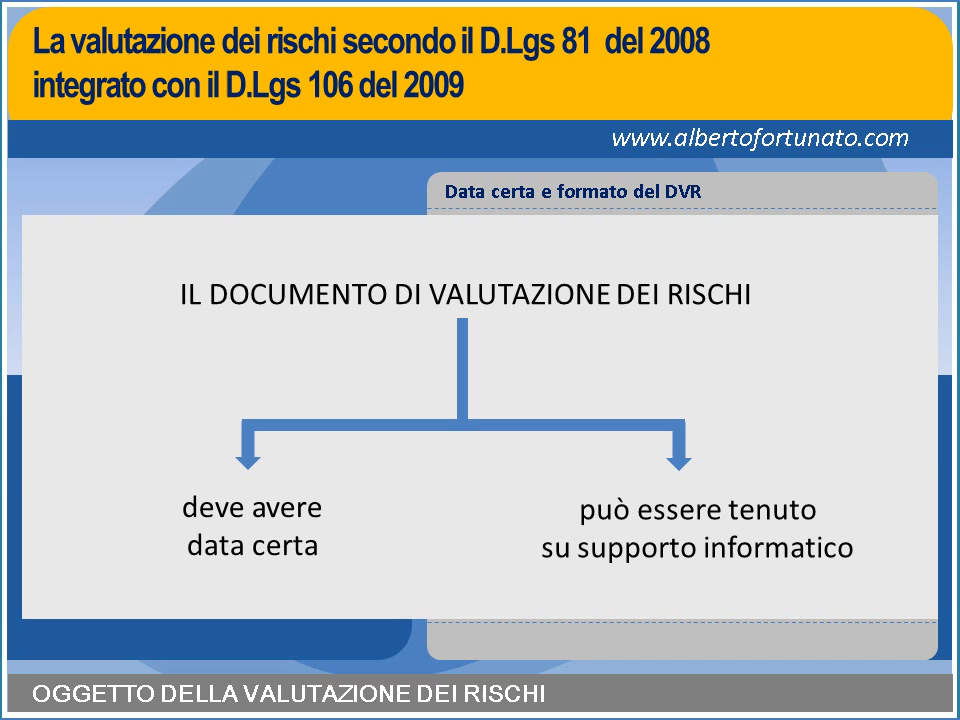 La valutazione dei rischi secondo il D.Lgs 81 del 2008
integrato con il D.Lgs 106 del 2009
www.albertofortunato.com
Data certa e formato del DVR
IL DOCUMENTO DI VALUTAZIONE DEI RISCHI
deve avere
data certa
può essere tenuto
su supporto informatico
OGGETTO DELLA VALUTAZIONE DEI RISCHI